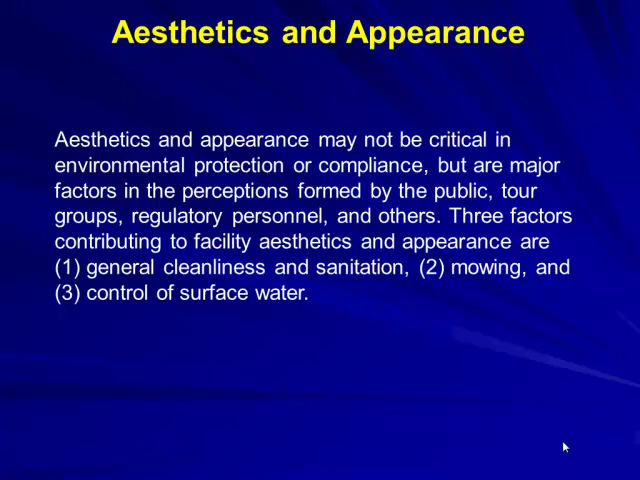 Aesthetics and Appearance
Aesthetics and appearance may not be critical in
environmental protection or compliance, but are major
factors in the perceptions formed by the public, tour
groups, regulatory personnel, and others. Three factors
contributing to facility aesthetics and appearance are
(1) general cleanliness and sanitation, (2) mowing, and
(3) control of surface water.